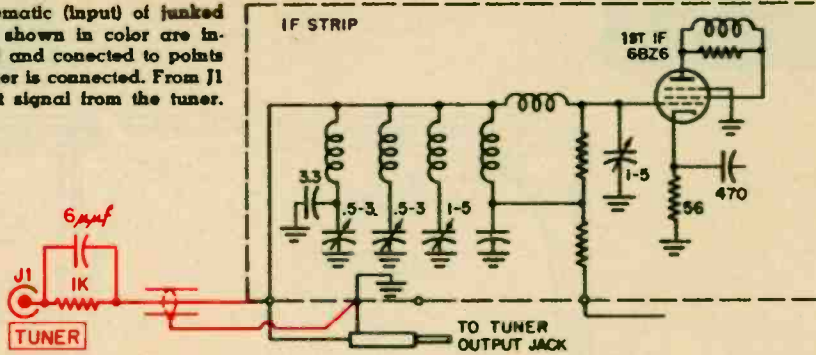 ematic (input) of junked
shown in color are in-
and conected to points
er is connected. From J1
t signal from the tuner.
IF STRIP
1ST IF
6BZ6
3.3
.5-3
.5-3
1-5
1-5
470
56
6µµf
J1
1K
TUNER
TO TUNER
OUTPUT JACK